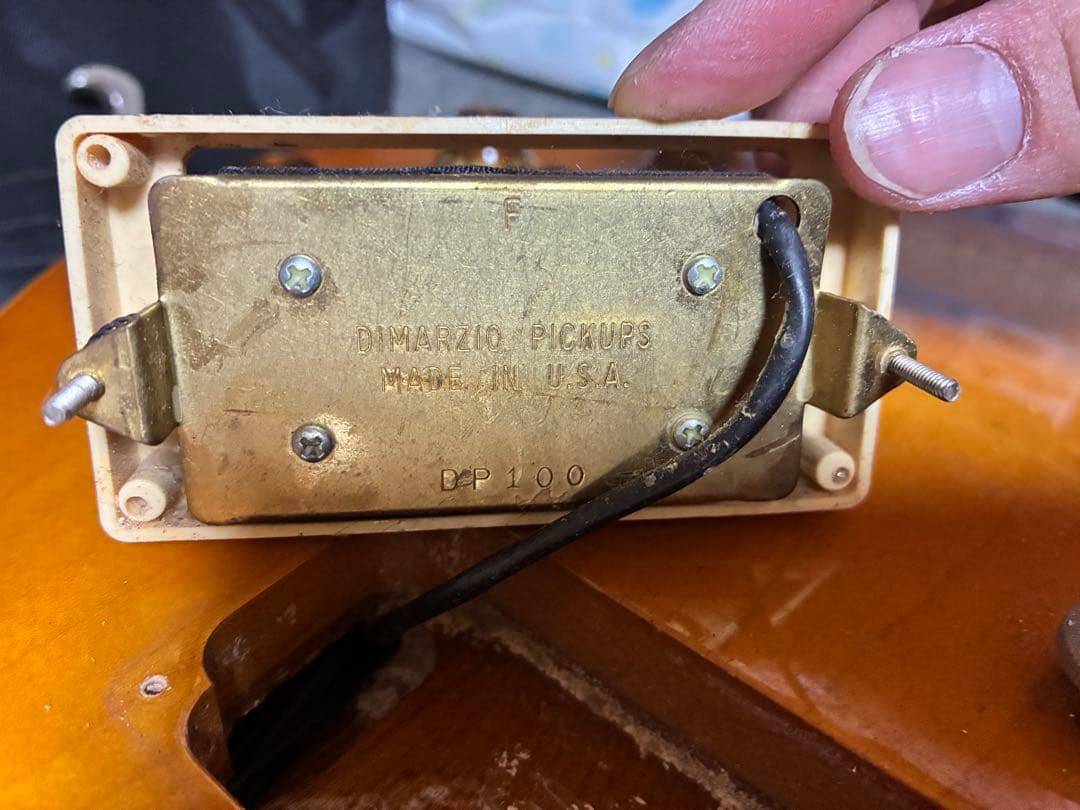 F
DIMARZIO PICKUPS
MADE IN U.S.A.
DP100